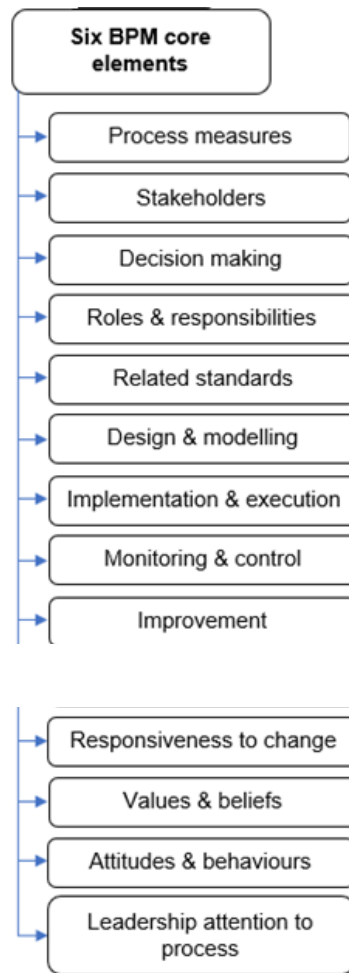 Six BPM core
elements
Process measures
Stakeholders
Decision making
Roles & responsibilities
Related standards
Design & modelling
Implementation & execution
Monitoring & control
Improvement
Responsiveness to change
Values & beliefs
Attitudes & behaviours
Leadership attention to
process